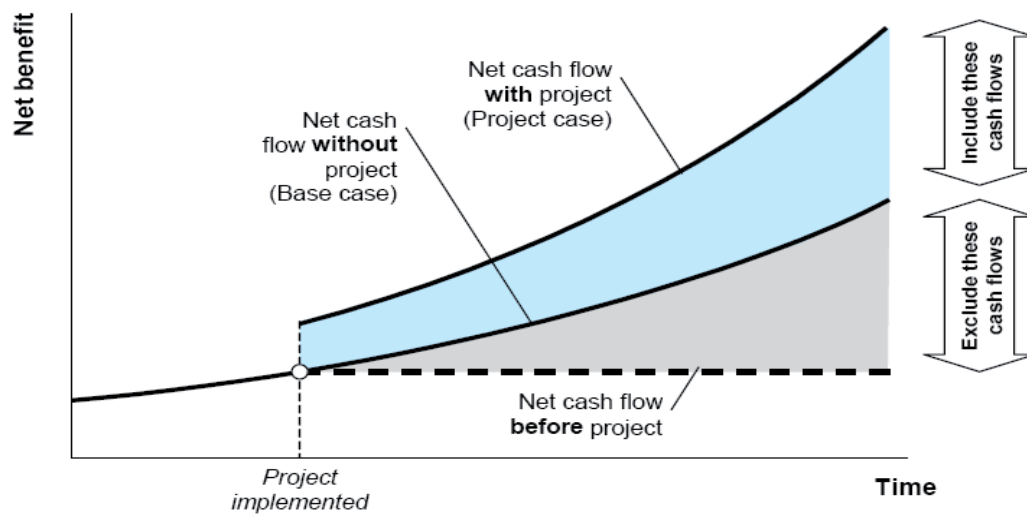 Net benefit
Net cash
flow without
project
(Base case)
Net cash flow
with project
(Project case)
Include these
cash flows
Exclude these
cash flows
Net cash flow
before project
Project
implemented
Time